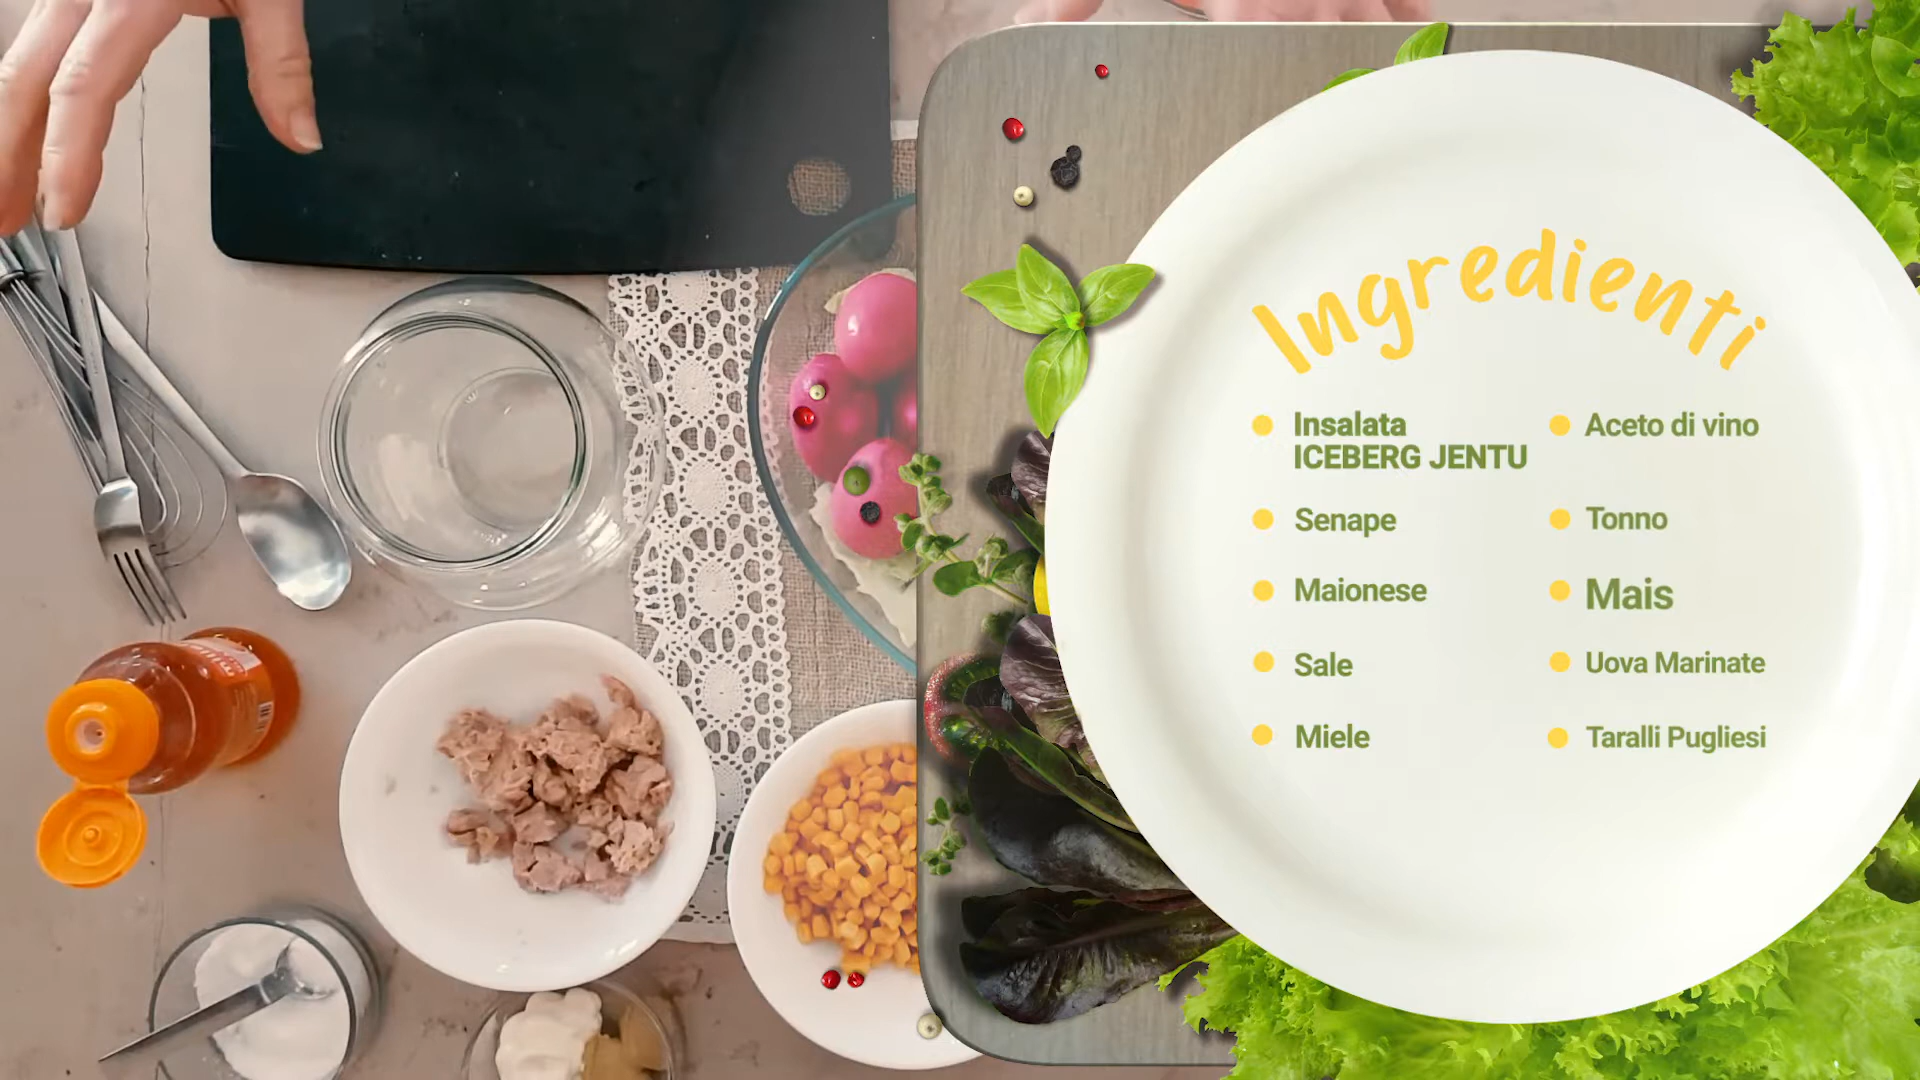 Ingredienti
Insalata
ICEBERG JENTU
Senape
Maionese
Sale
Miele
Aceto di vino
Tonno
Mais
Uova Marinate
Taralli Pugliesi